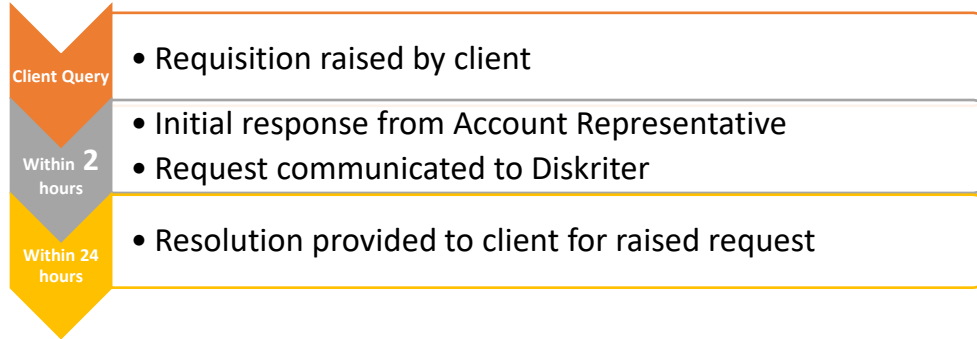 Client Query
• Requisition raised by client
Within 2
hours
• Initial response from Account Representative
• Request communicated to Diskriter
Within 24
hours
• Resolution provided to client for raised request